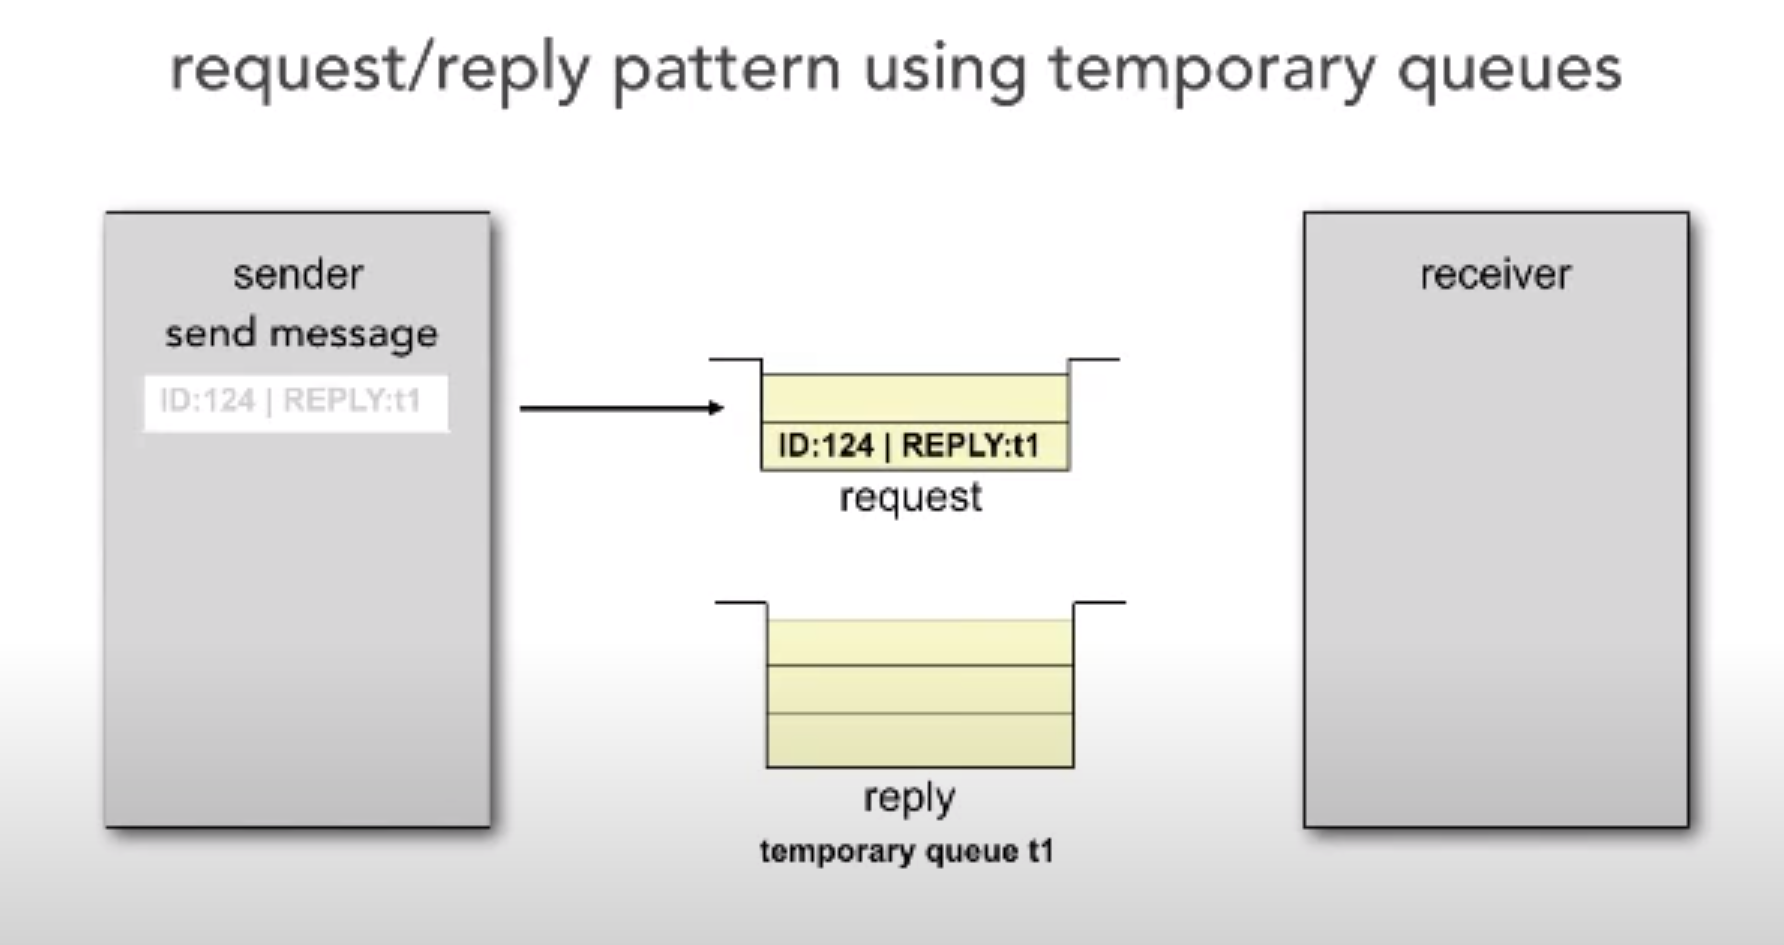 request/reply pattern using temporary queues
sender
send message
ID:124 | REPLY:t1
receiver
ID:124 | REPLY:t1
request
reply
temporary queue t1